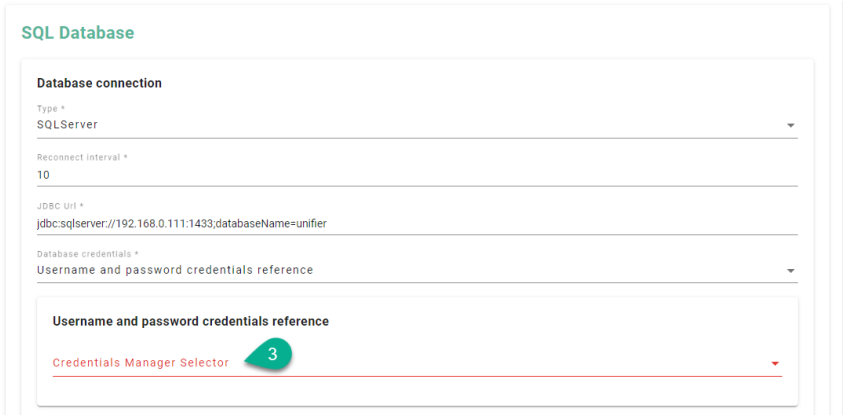 SQL Database
Database connection
Type *
SQLServer
Reconnect interval *
10
JDBC Url *
jdbc:sqlserver://192.168.0.111:1433;databaseName=unifier
Database credentials *
Username and password credentials reference
Username and password credentials reference
Credentials Manager Selector
3